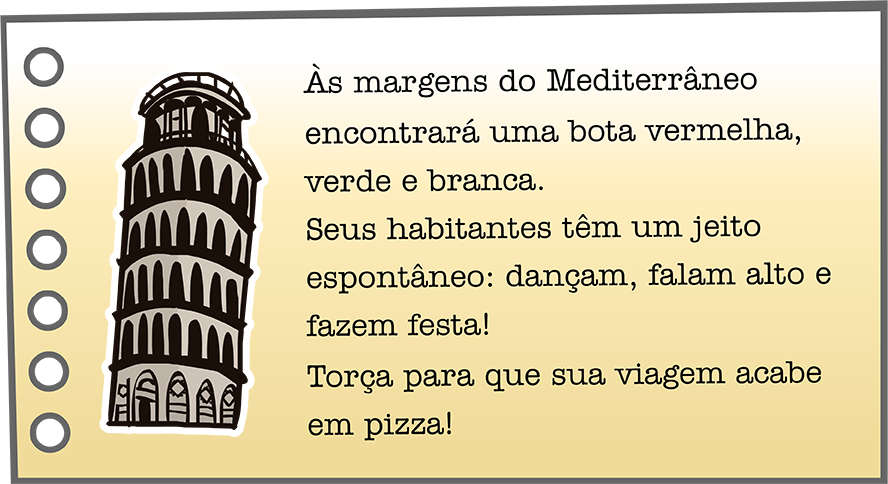 Às margens do Mediterrâneo
encontrará uma bota vermelha,
verde e branca.
Seus habitantes têm um jeito
espontâneo: dançam, falam alto e
fazem festa!
Torça para que sua viagem acabe
em pizza!